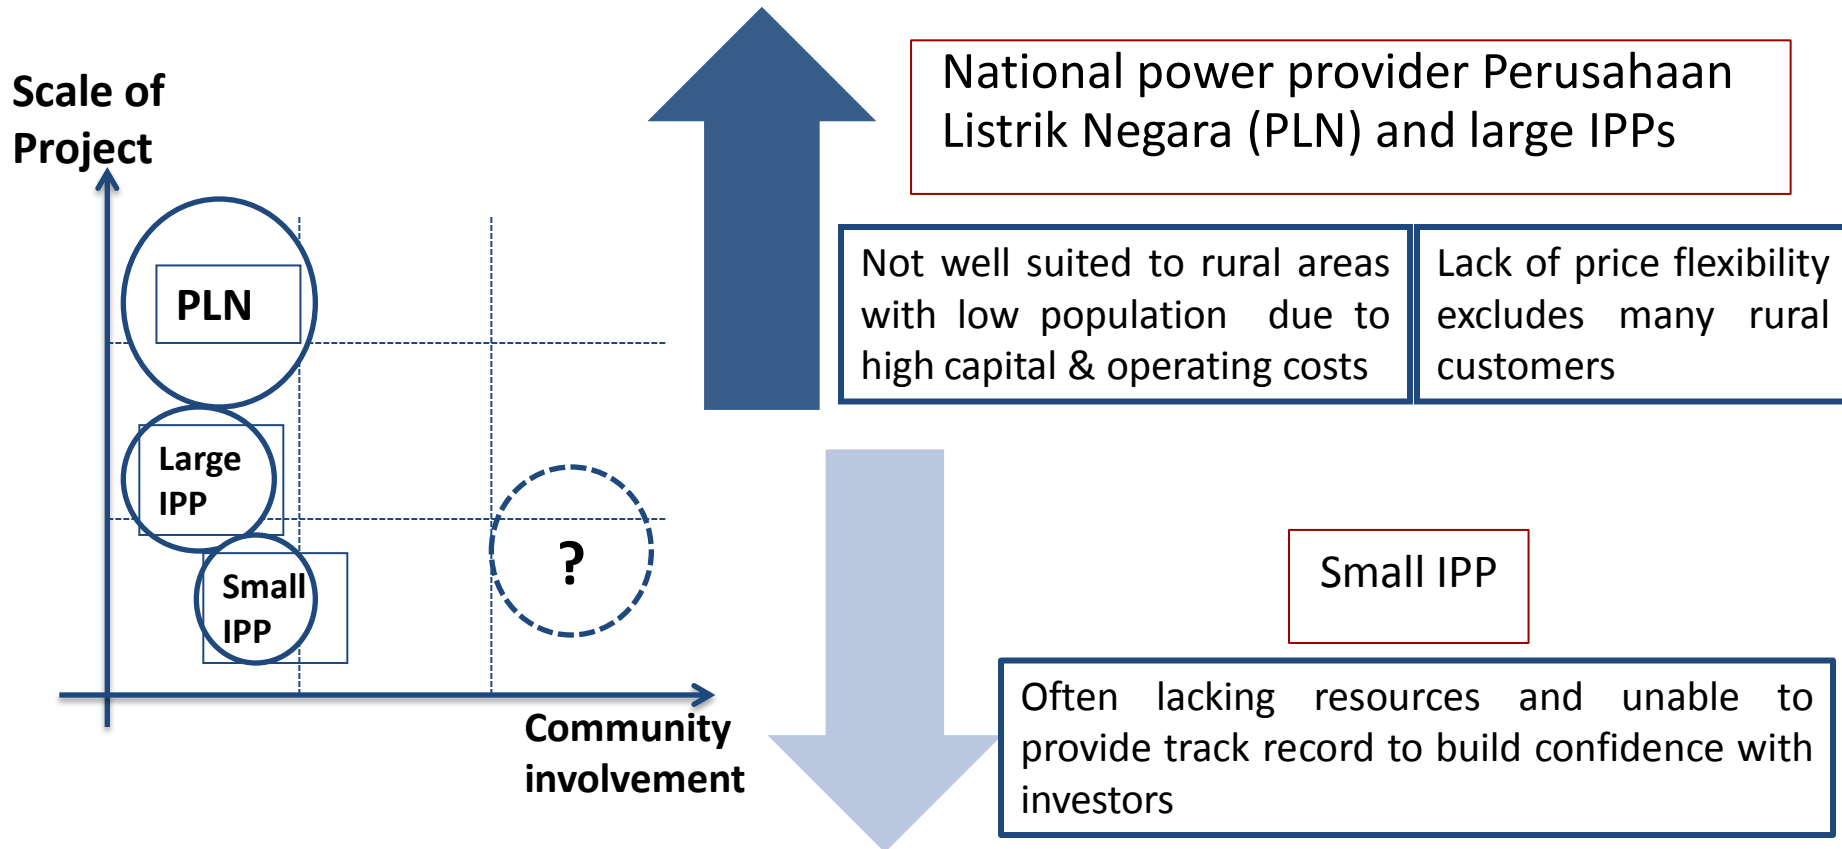 Scale of
Project
PLN
Large
IPP
Small
IPP
?
Community
involvement
National power provider Perusahaan
Listrik Negara (PLN) and large IPPs
Not well suited to rural areas
with low population due to
high capital & operating costs
Lack of price flexibility
excludes many rural
customers
Small IPP
Often lacking resources and unable to
provide track record to build confidence with
investors